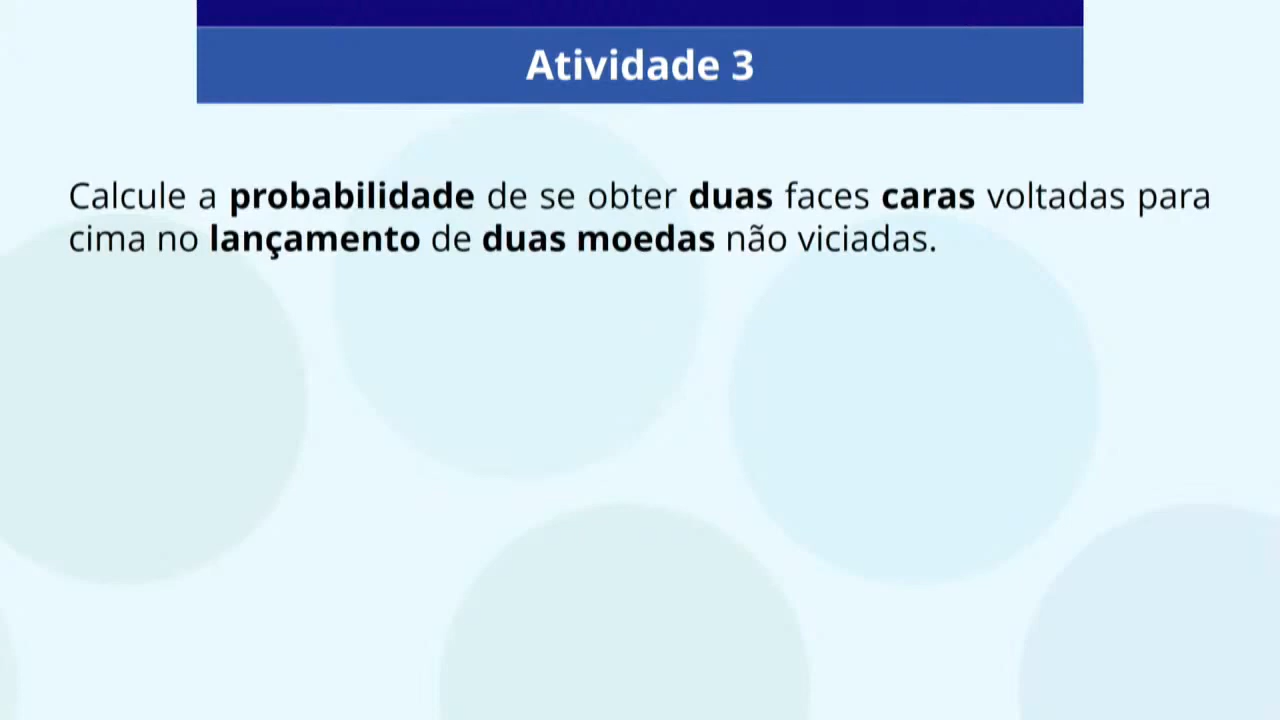 Atividade 3
Calcule a probabilidade de se obter duas faces caras voltadas para
cima no lançamento de duas moedas não viciadas.